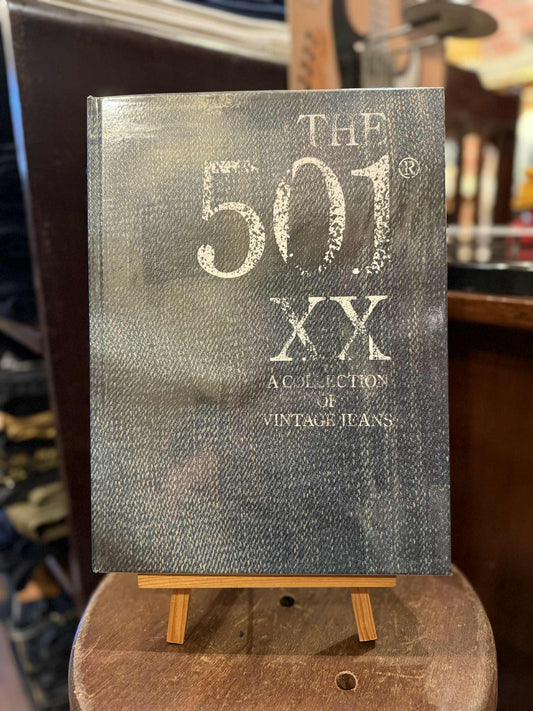 THE
501®
XX
A COLLECTION
OF
VINTAGE JEANS